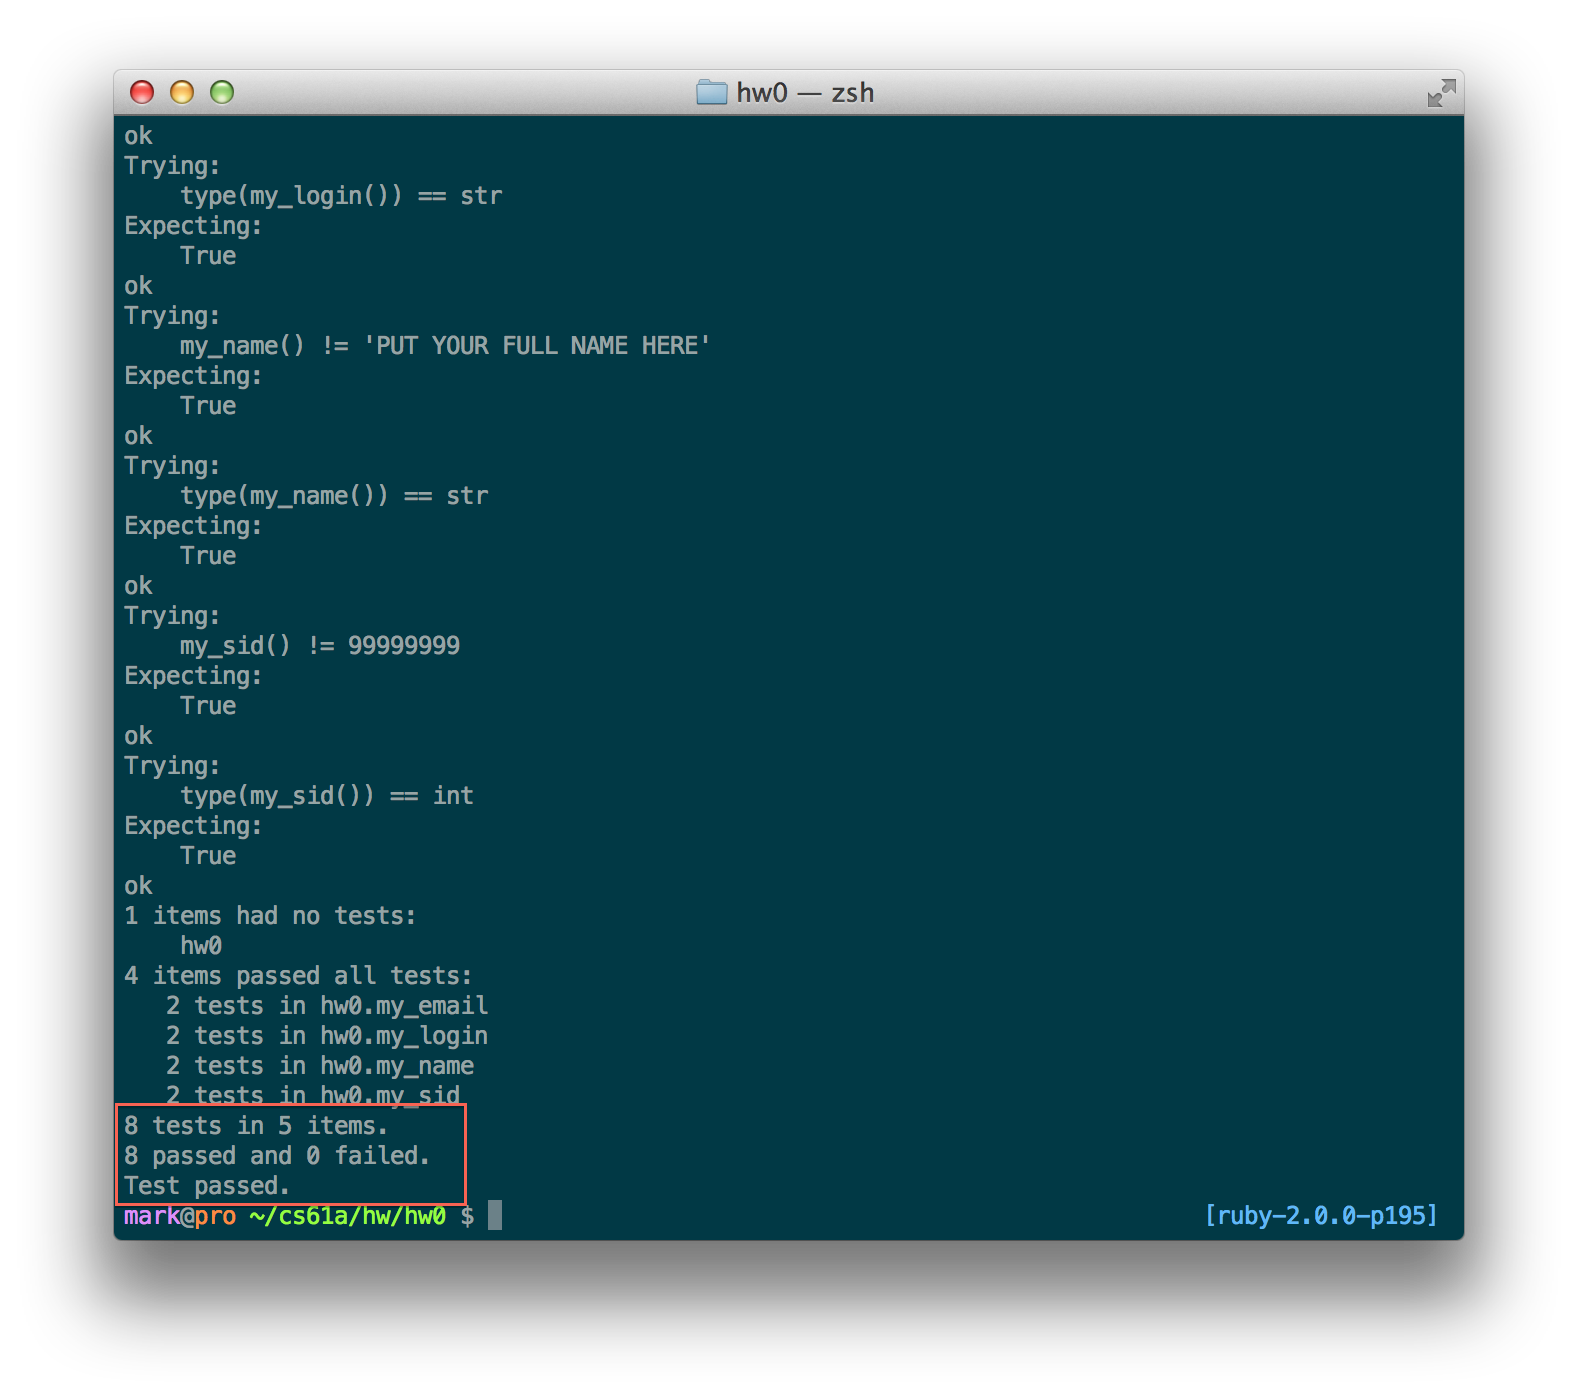 hw0 — zsh
ok
Trying:
    type(my_login()) == str
Expecting:
    True
ok
Trying:
    my_name() != 'PUT YOUR FULL NAME HERE'
Expecting:
    True
ok
Trying:
    type(my_name()) == str
Expecting:
    True
ok
Trying:
    my_sid() != 99999999
Expecting:
    True
ok
Trying:
    type(my_sid()) == int
Expecting:
    True
ok
1 items had no tests:
    hw0
4 items passed all tests:
   2 tests in hw0.my_email
   2 tests in hw0.my_login
   2 tests in hw0.my_name
   2 tests in hw0.my_sid
8 tests in 5 items.
8 passed and 0 failed.
Test passed.
mark@pro ~/cs61a/hw/hw0 $ [ruby-2.0.0-p195]